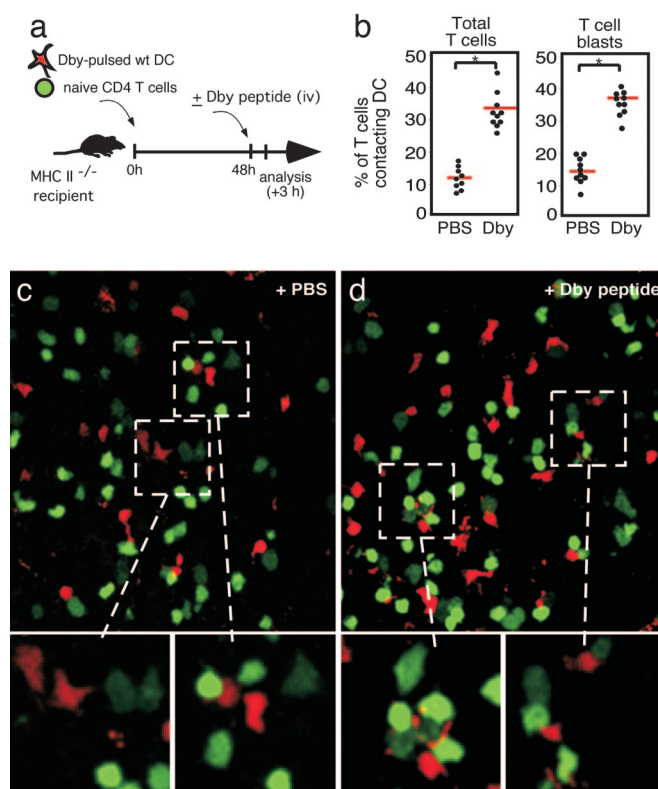 a
Dby-pulsed wt DC
naive CD4 T cells
+ Dby peptide (iv)
MHC II -/-
recipient
0h
48h
analysis
(+3 h)
b
Total
T cells
T cell
blasts
% of T cells
contacting DC
50
40
30
20
10
0
*
PBS Dby
50
40
30
20
10
0
*
PBS Dby
c
+ PBS
d
+ Dby peptide